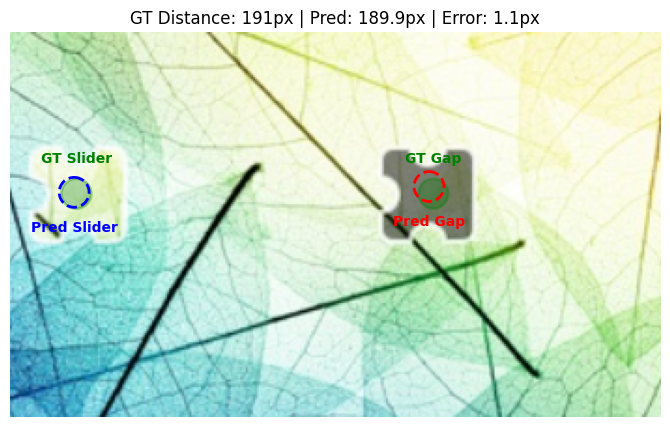 GT Distance: 191px | Pred: 189.9px | Error: 1.1px
GT Slider
GT Gap
Pred Slider
Pred Gap